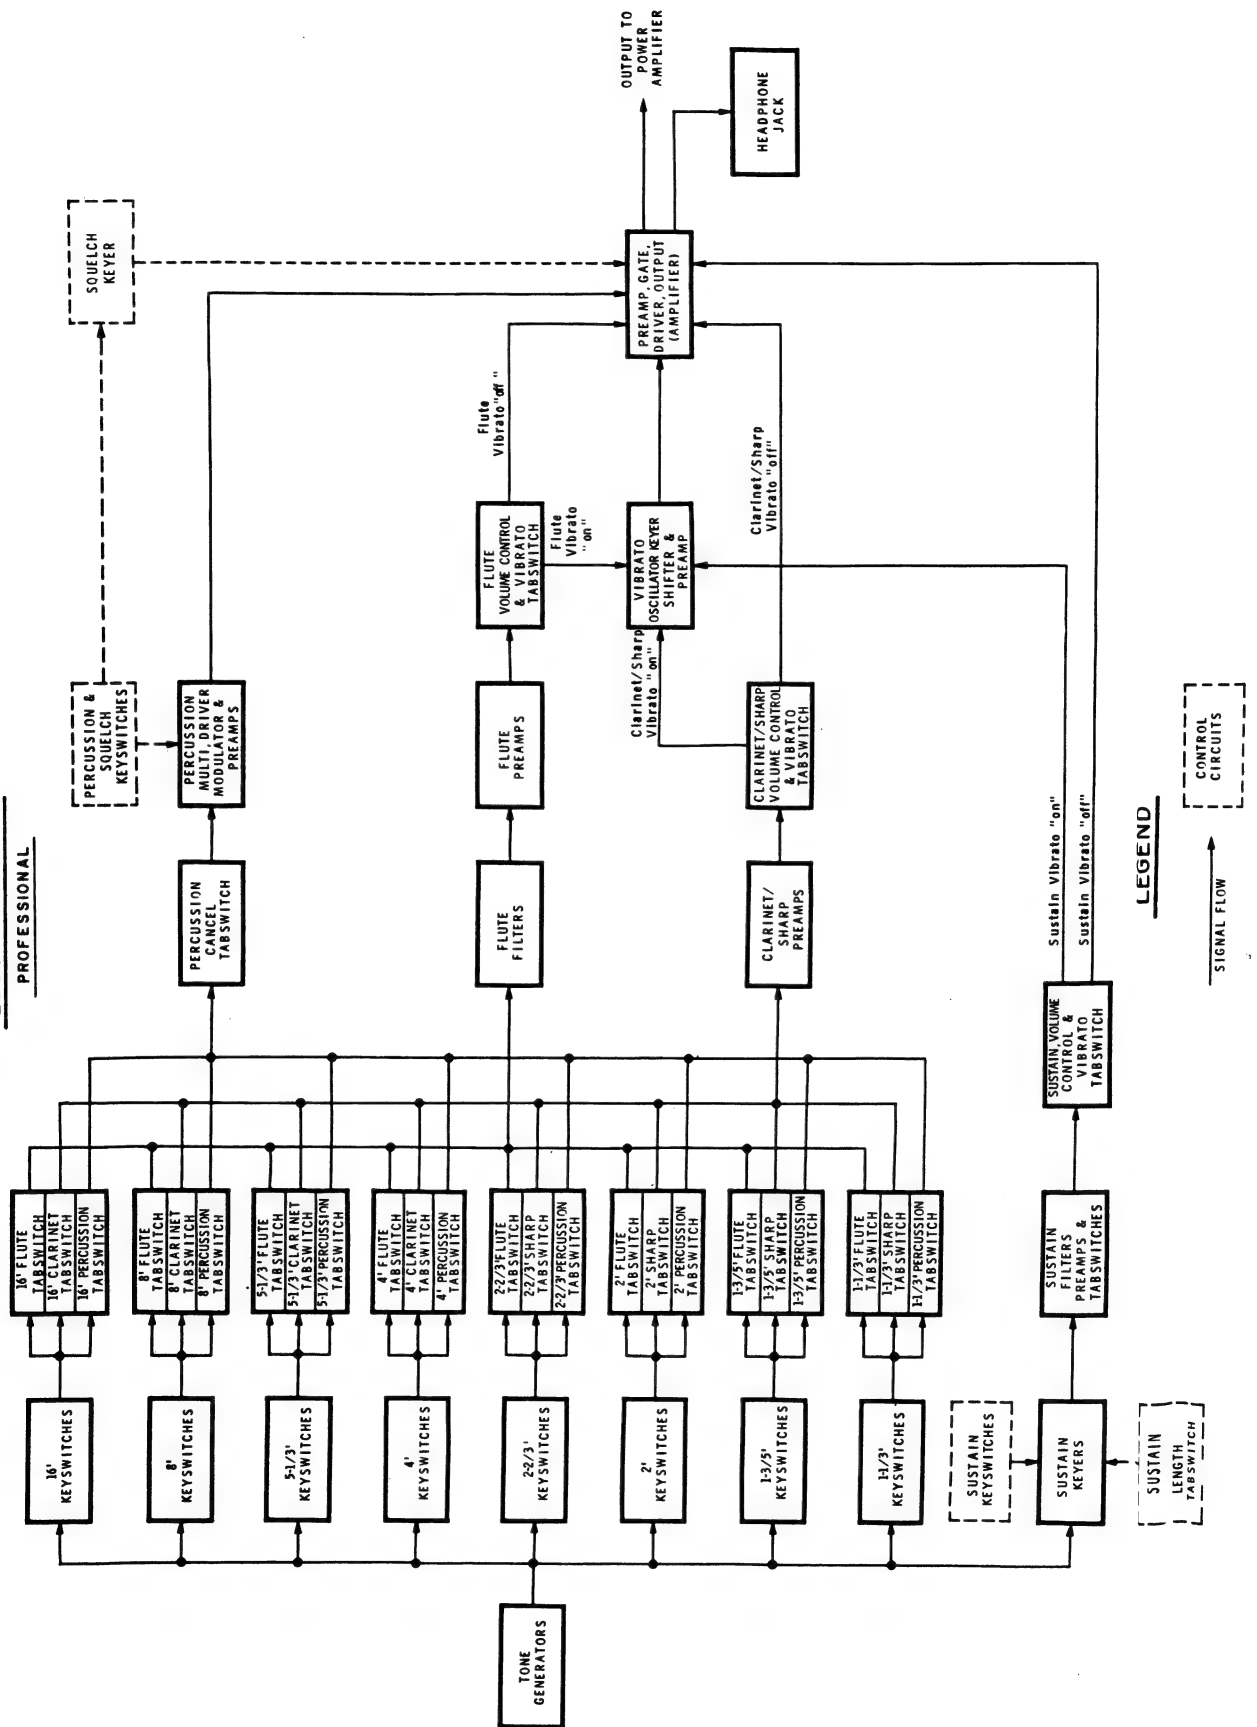 PROFESSIONAL
TONE
GENERATORS
16'
KEYSWITCHES
8'
KEYSWITCHES
5-1/3'
KEYSWITCHES
4'
KEYSWITCHES
2-2/3'
KEYSWITCHES
2'
KEYSWITCHES
1-3/5'
KEYSWITCHES
1-1/3'
KEYSWITCHES
SUSTAIN
KEYSWITCHES
SUSTAIN
KEYERS
SUSTAIN
LENGTH
TABSWITCH
16' FLUTE
TABSWITCH
16' CLARINET
TABSWITCH
16' PERCUSSION
TABSWITCH
8' FLUTE
TABSWITCH
8' CLARINET
TABSWITCH
8' PERCUSSION
TABSWITCH
5-1/3' FLUTE
TABSWITCH
5-1/3' CLARINET
TABSWITCH
5-1/3' PERCUSSION
TABSWITCH
4' FLUTE
TABSWITCH
4' CLARINET
TABSWITCH
4' PERCUSSION
TABSWITCH
2-2/3' FLUTE
TABSWITCH
2-2/3' SHARP
TABSWITCH
2-2/3' PERCUSSION
TABSWITCH
2' FLUTE
TABSWITCH
2' SHARP
TABSWITCH
2' PERCUSSION
TABSWITCH
1-3/5' FLUTE
TABSWITCH
1-3/5' SHARP
TABSWITCH
1-3/5' PERCUSSION
TABSWITCH
1-1/3' FLUTE
TABSWITCH
1-1/3' SHARP
TABSWITCH
1-1/3' PERCUSSION
TABSWITCH
SUSTAIN
FILTERS
PREAMPS &
TABSWITCHES
SUSTAIN, VOLUME
CONTROL &
VIBRATO
TABSWITCH
PERCUSSION
CANCEL
TABSWITCH
FLUTE
FILTERS
CLARINET/
SHARP
PREAMPS
PERCUSSION &
SQUELCH
KEYSWITCHES
PERCUSSION
MULTI, DRIVER
MODULATOR &
PREAMPS
FLUTE
PREAMPS
CLARINET/SHARP
VOLUME CONTROL
& VIBRATO
TABSWITCH
FLUTE
VOLUME CONTROL
& VIBRATO
TABSWITCH
Flute
Vibrato "off"
Flute
Vibrato
"on"
Clarinet/Sharp
Vibrato "on"
VIBRATO
OSCILLATOR KEYER
SHIFTER &
PREAMP
Clarinet/Sharp
Vibrato "off"
Sustain Vibrato "on"
Sustain Vibrato "off"
SQUELCH
KEYER
PREAMP, GATE,
DRIVER, OUTPUT
(AMPLIFIER)
OUTPUT TO
POWER
AMPLIFIER
HEADPHONE
JACK
LEGEND
SIGNAL FLOW
CONTROL
CIRCUITS